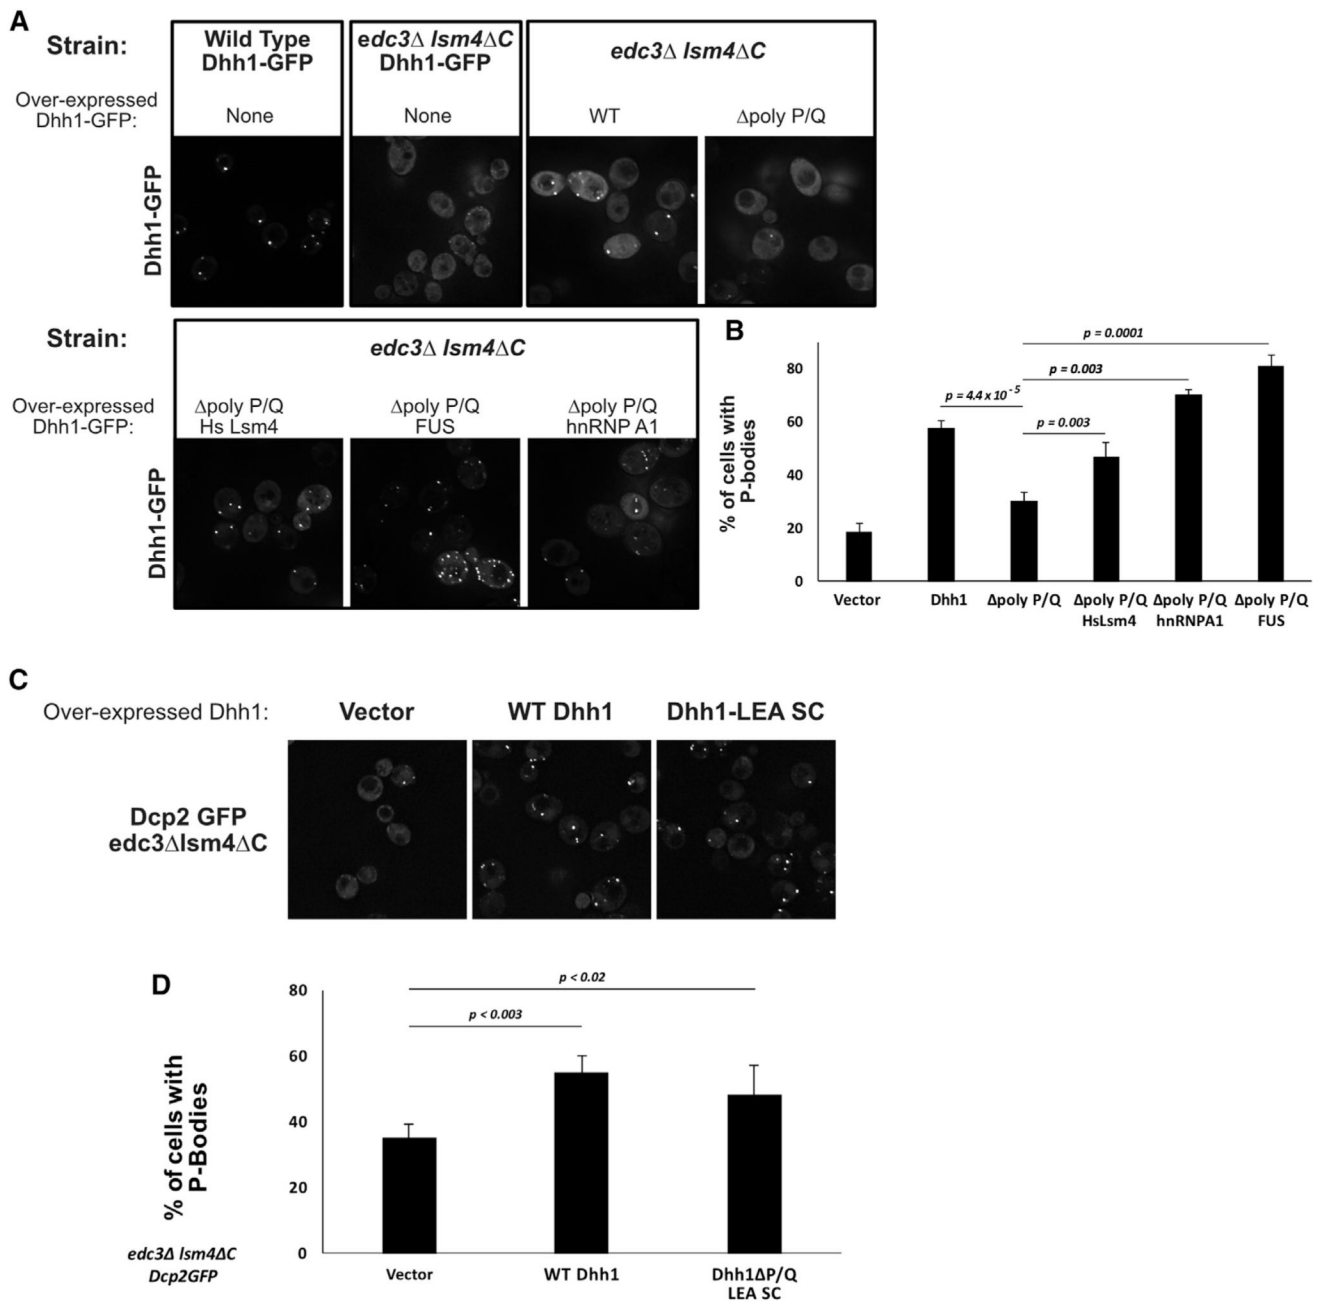 A
Strain:
Wild Type
Dhh1-GFP
edc3Δ lsm4ΔC
Dhh1-GFP
edc3Δ lsm4ΔC
Over-expressed
Dhh1-GFP:
None
None
WT
Δpoly P/Q
Dhh1-GFP
Strain:
edc3Δ lsm4ΔC
Over-expressed
Dhh1-GFP:
Δpoly P/Q
Hs Lsm4
Δpoly P/Q
FUS
Δpoly P/Q
hnRNP A1
Dhh1-GFP
B
% of cells with
P-bodies
80
60
40
20
0
p = 0.0001
p = 0.003
p = 4.4 x 10 -5
p = 0.003
Vector
Dhh1
Δpoly P/Q
Δpoly P/Q
HsLsm4
Δpoly P/Q
hnRNPA1
Δpoly P/Q
FUS
C
Over-expressed Dhh1:
Vector
WT Dhh1
Dhh1-LEA SC
Dcp2 GFP
edc3Δlsm4ΔC
D
% of cells with
P-Bodies
80
60
40
20
0
p < 0.02
p < 0.003
edc3Δ lsm4ΔC
Dcp2GFP
Vector
WT Dhh1
Dhh1ΔP/Q
LEA SC